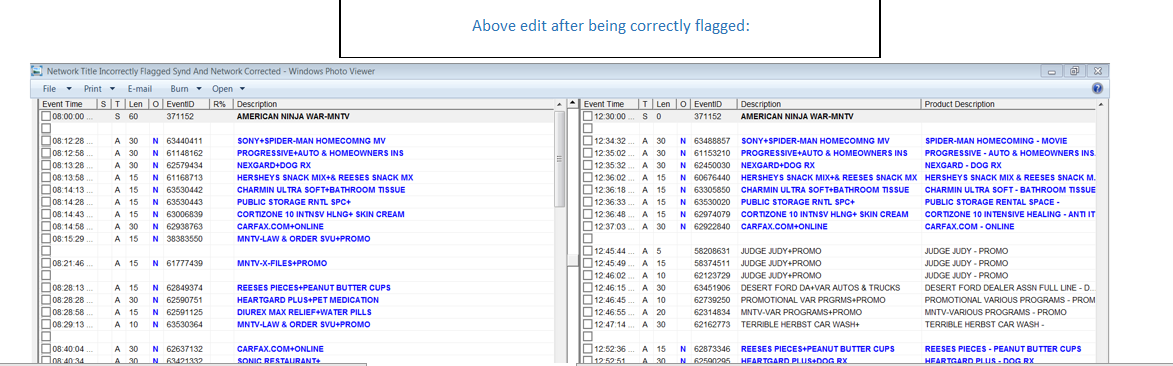 Above edit after being correctly flagged:
Network Title Incorrectly Flagged Synd And Network Corrected - Windows Photo Viewer
File Print E-mail Burn Open
Event Time S T Len O EventID R% Description
08:00:00 ... S 60 371152 AMERICAN NINJA WAR-MNTV
08:12:28 ... A 30 N 63440411 SONY+SPIDER-MAN HOMECOMNG MV
08:12:58 ... A 30 N 61148162 PROGRESSIVE+AUTO & HOMEOWNERS INS
08:13:28 ... A 30 N 62579434 NEXGARD+DOG RX
08:13:58 ... A 15 N 61168713 HERSHEYS SNACK MIX+& REESES SNACK MX
08:14:13 ... A 15 N 63530442 CHARMIN ULTRA SOFT+BATHROOM TISSUE
08:14:28 ... A 15 N 63530443 PUBLIC STORAGE RNTL SPC+
08:14:43 ... A 15 N 63006839 CORTIZONE 10 INTNSV HLNG+ SKIN CREAM
08:14:58 ... A 30 N 62938763 CARFAX.COM+ONLINE
08:15:29 ... A 15 N 38383550 MNTV-LAW & ORDER SVU+PROMO
08:21:46 ... A 15 N 61777439 MNTV-X-FILES+PROMO
08:28:13 ... A 15 N 62849374 REESES PIECES+PEANUT BUTTER CUPS
08:28:28 ... A 30 N 62590751 HEARTGARD PLUS+PET MEDICATION
08:28:58 ... A 15 N 62591125 DIUREX MAX RELIEF+WATER PILLS
08:29:13 ... A 10 N 63530364 MNTV-LAW & ORDER SVU+PROMO
08:40:04 ... A 30 N 62637132 CARFAX.COM+ONLINE
08:40:34 ... A 30 N 63421332 SONIC RESTAURANT+
Event Time T Len O EventID Description Product Description
12:30:00 ... S 0 371152 AMERICAN NINJA WAR-MNTV
12:34:32 ... A 30 N 63488857 SONY+SPIDER-MAN HOMECOMNG MV SPIDER-MAN HOMECOMING - MOVIE
12:35:02 ... A 30 N 61153210 PROGRESSIVE+AUTO & HOMEOWNERS INS PROGRESSIVE - AUTO & HOMEOWNERS INS.
12:35:32 ... A 30 N 62450030 NEXGARD+DOG RX NEXGARD - DOG RX
12:36:02 ... A 15 N 60676440 HERSHEYS SNACK MIX+& REESES SNACK MX HERSHEYS SNACK MIX & REESES SNACK M.
12:36:18 ... A 15 N 63305850 CHARMIN ULTRA SOFT+BATHROOM TISSUE CHARMIN ULTRA SOFT - BATHROOM TISSUE
12:36:33 ... A 15 N 63530020 PUBLIC STORAGE RNTL SPC+ PUBLIC STORAGE RENTAL SPACE -
12:36:48 ... A 15 N 62974079 CORTIZONE 10 INTNSV HLNG+ SKIN CREAM CORTIZONE 10 INTENSIVE HEALING - ANTI IT
12:37:03 ... A 30 N 62922840 CARFAX.COM+ONLINE CARFAX.COM - ONLINE
12:45:44 ... A 5 58208631 JUDGE JUDY+PROMO JUDGE JUDY - PROMO
12:45:49 ... A 15 58374511 JUDGE JUDY+PROMO JUDGE JUDY - PROMO
12:46:02 ... A 10 62123729 JUDGE JUDY+PROMO JUDGE JUDY - PROMO
12:46:15 ... A 30 63451906 DESERT FORD DA+VAR AUTOS & TRUCKS DESERT FORD DEALER ASSN FULL LINE - D...
12:46:45 ... A 10 62739250 PROMOTIONAL VAR PRGRMS+PROMO PROMOTIONAL VARIOUS PROGRAMS - PROM
12:46:55 ... A 20 62314834 MNTV-VAR PROGRAMS+PROMO MNTV-VARIOUS PROGRAMS - PROMO
12:47:14 ... A 30 62162773 TERRIBLE HERBST CAR WASH+ TERRIBLE HERBST CAR WASH -
12:52:36 ... A 15 N 62873346 REESES PIECES+PEANUT BUTTER CUPS REESES PIECES - PEANUT BUTTER CUPS
12:52:51 A 30 N 62590295 HEARTGARD PLUS+DOG RX HEARTGARD PLUS - DOG RX